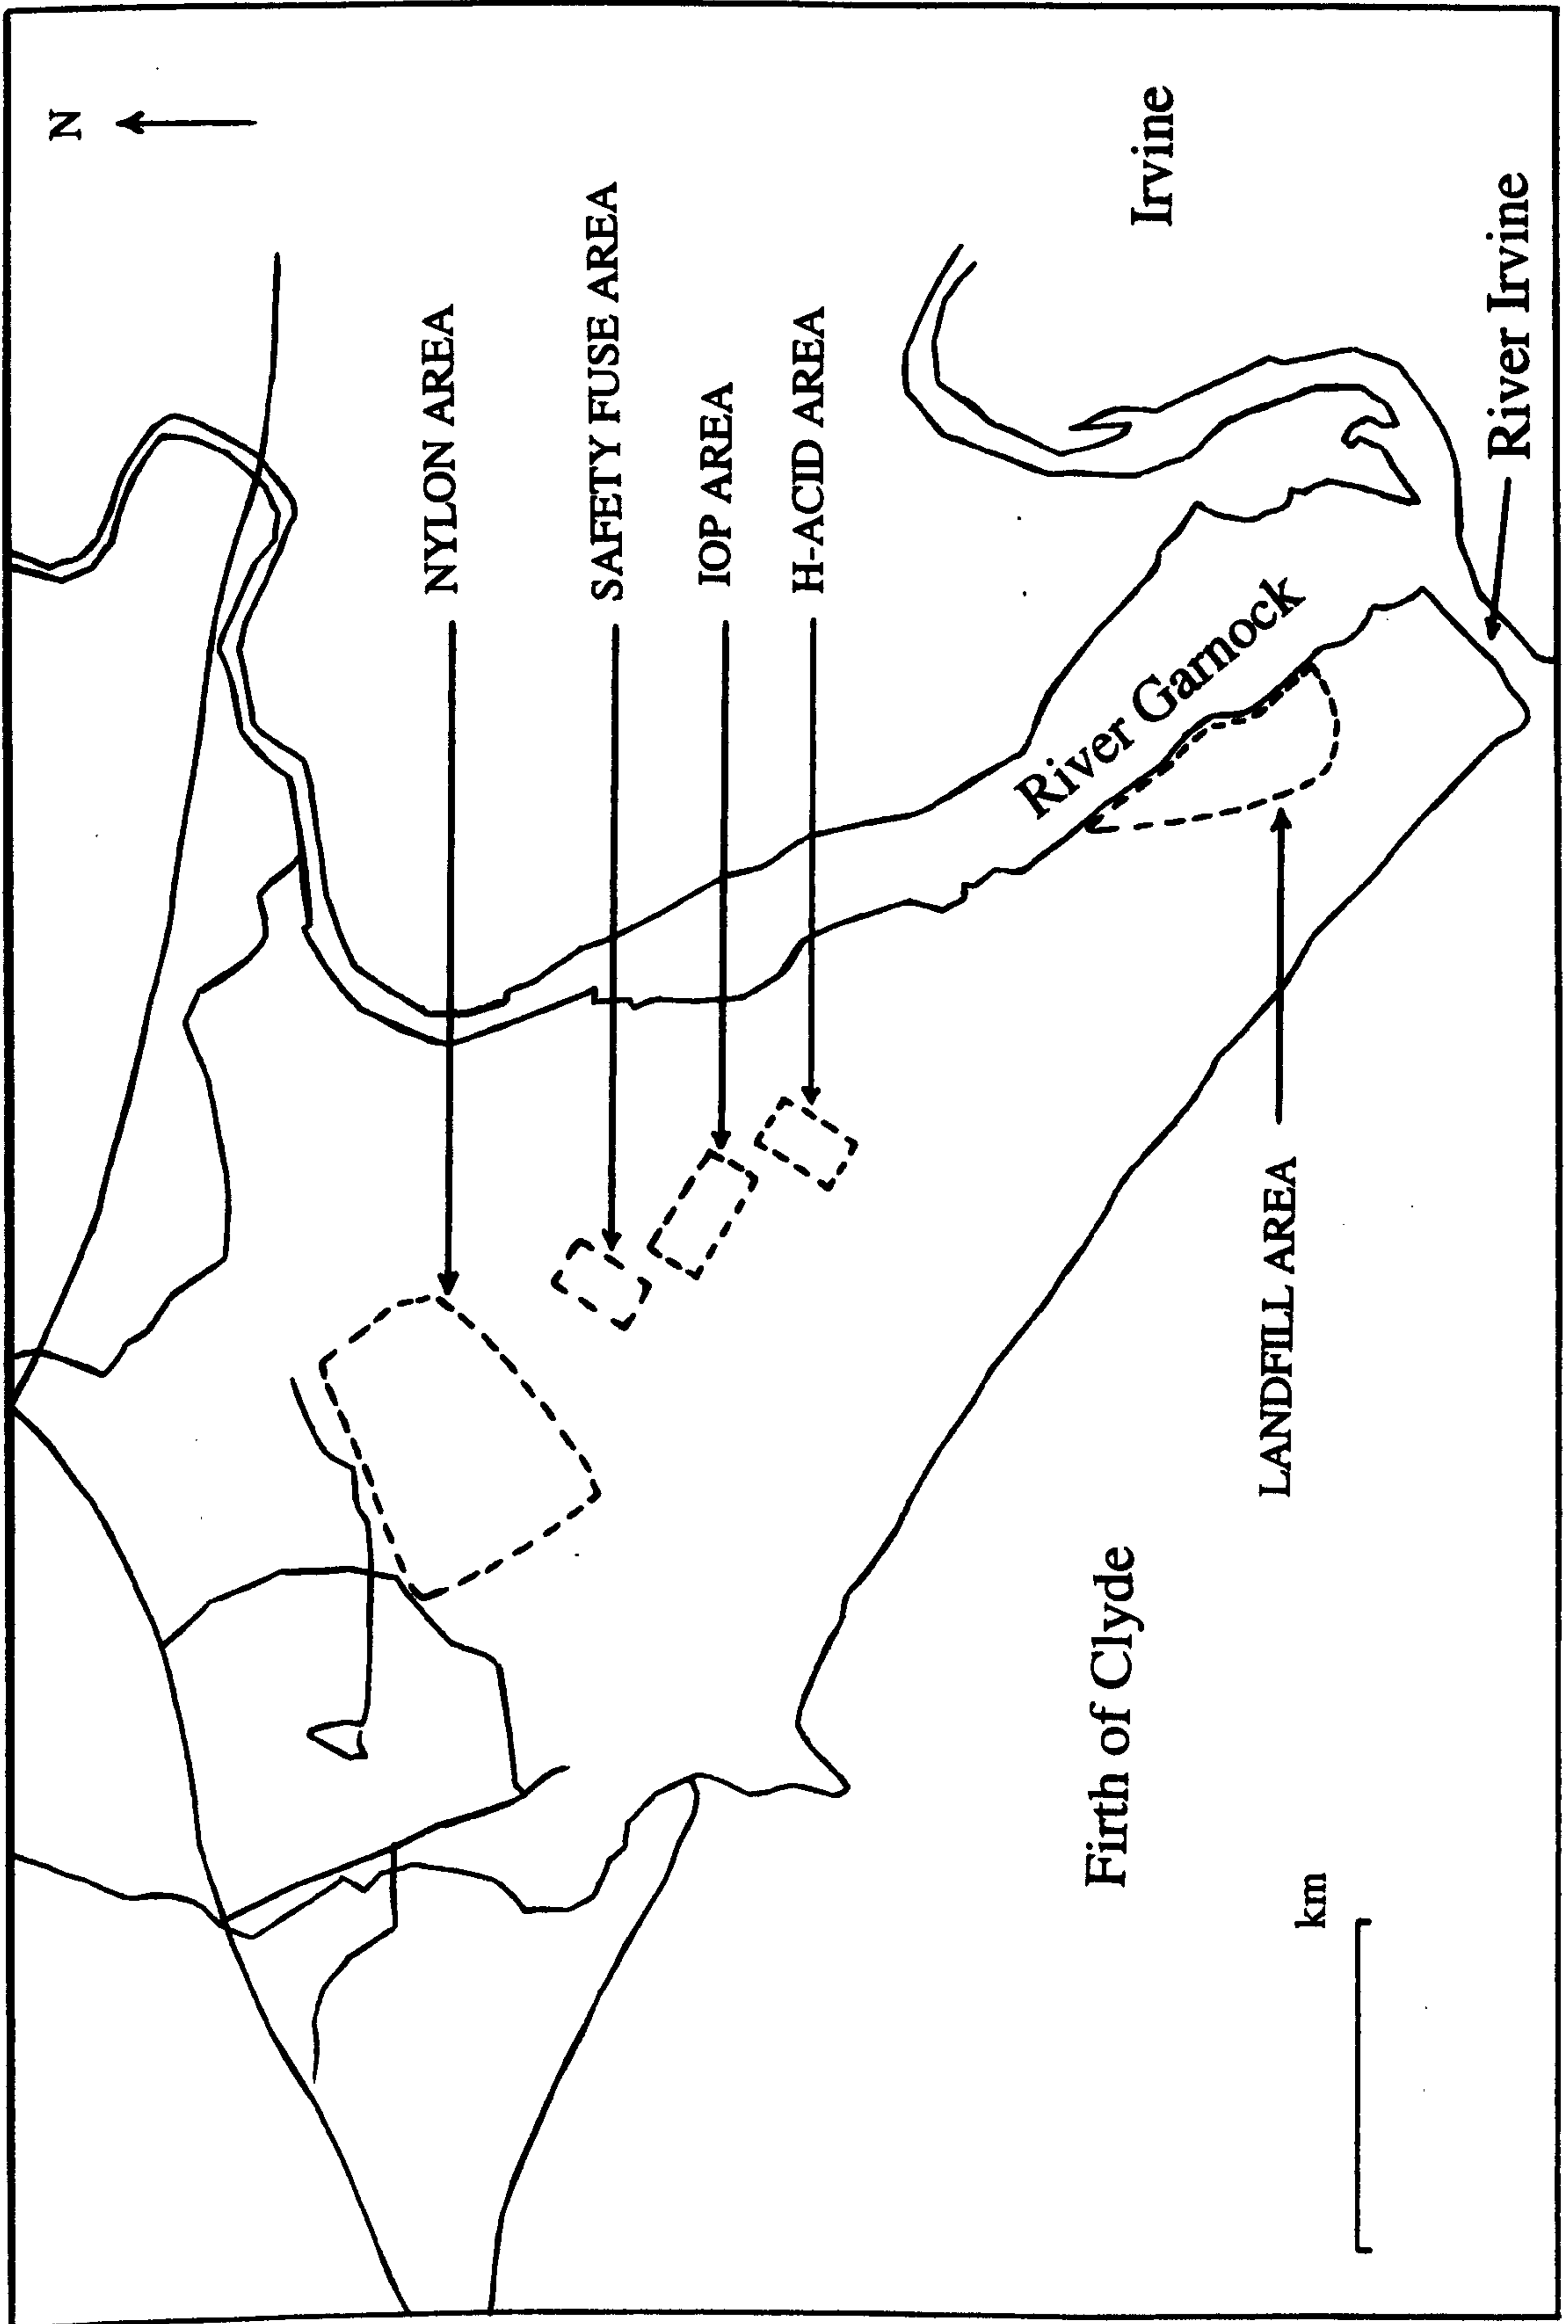 N
NYLON AREA
SAFETY FUSE AREA
IOP AREA
H-ACID AREA
Irvine
River Garnock
River Irvine
LANDFILL AREA
Firth of Clyde
km